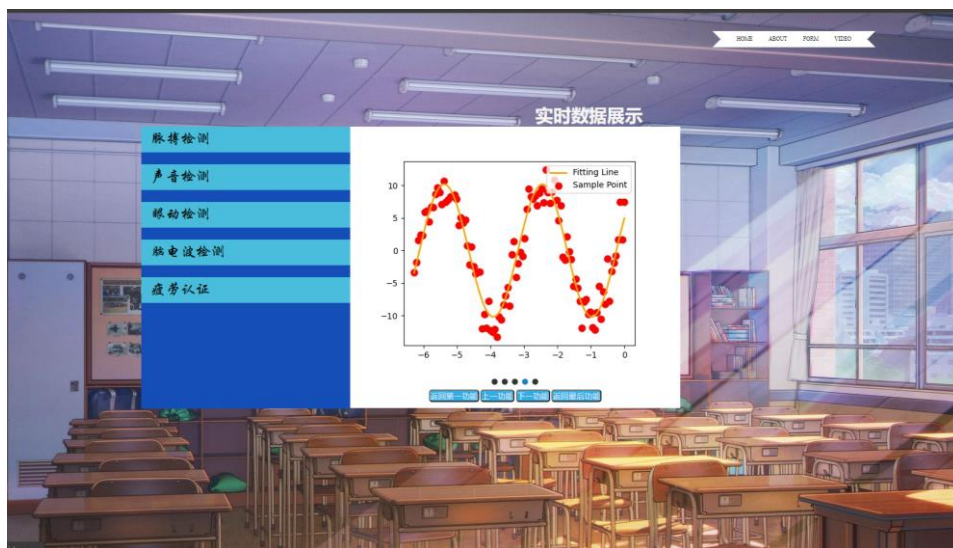 HOME ABOUT FORM VIDEO
实时数据展示
脉搏检测
声音检测
眼动检测
脑电波检测
疲劳认证
Fitting Line
Sample Point
10
5
0
−5
−10
−6 −5 −4 −3 −2 −1 0
返回第一功能 上一功能 下一功能 返回最后功能